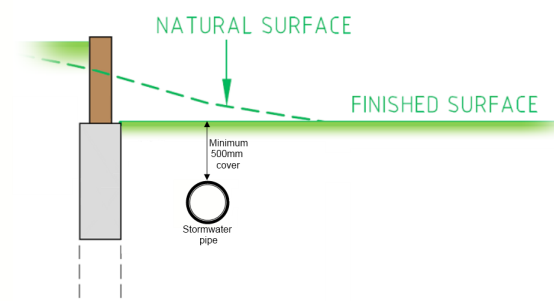 NATURAL SURFACE
FINISHED SURFACE
Minimum
500mm
cover
Stormwater
pipe